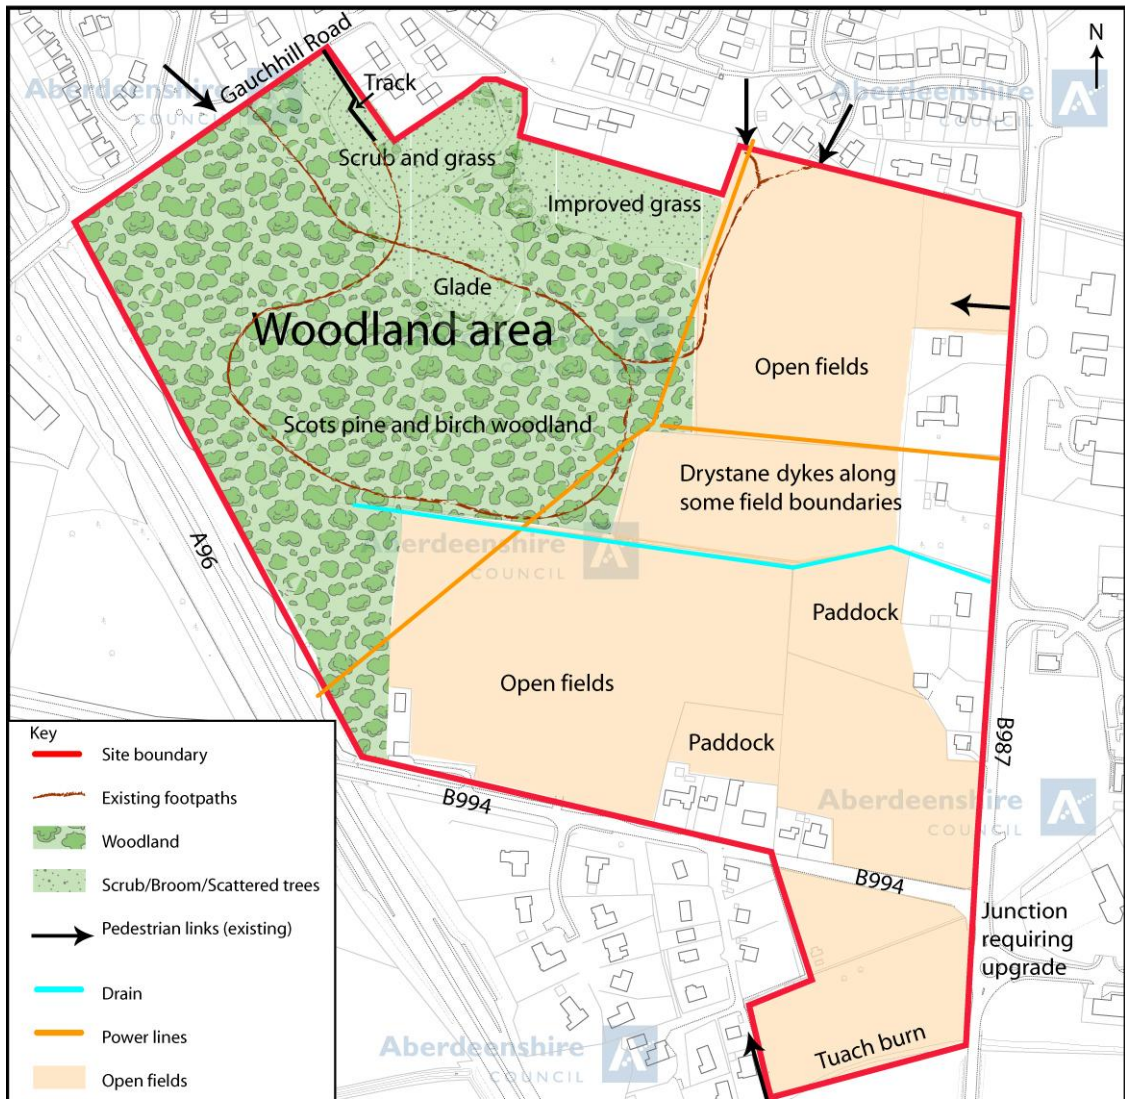 N
Gauchhill Road
Aberdeenshire
COUNCIL
Aberdeenshire
COUNCIL
Track
Scrub and grass
Improved grass
Glade
Woodland area
Open fields
Scots pine and birch woodland
Drystane dykes along
some field boundaries
A96
Aberdeenshire
COUNCIL
Paddock
Open fields
Paddock
B987
B994
Aberdeenshire
COUNCIL
B994
Junction
requiring
upgrade
Tuach burn
Aberdeenshire
COUNCIL
Key
Site boundary
Existing footpaths
Woodland
Scrub/Broom/Scattered trees
Pedestrian links (existing)
Drain
Power lines
Open fields